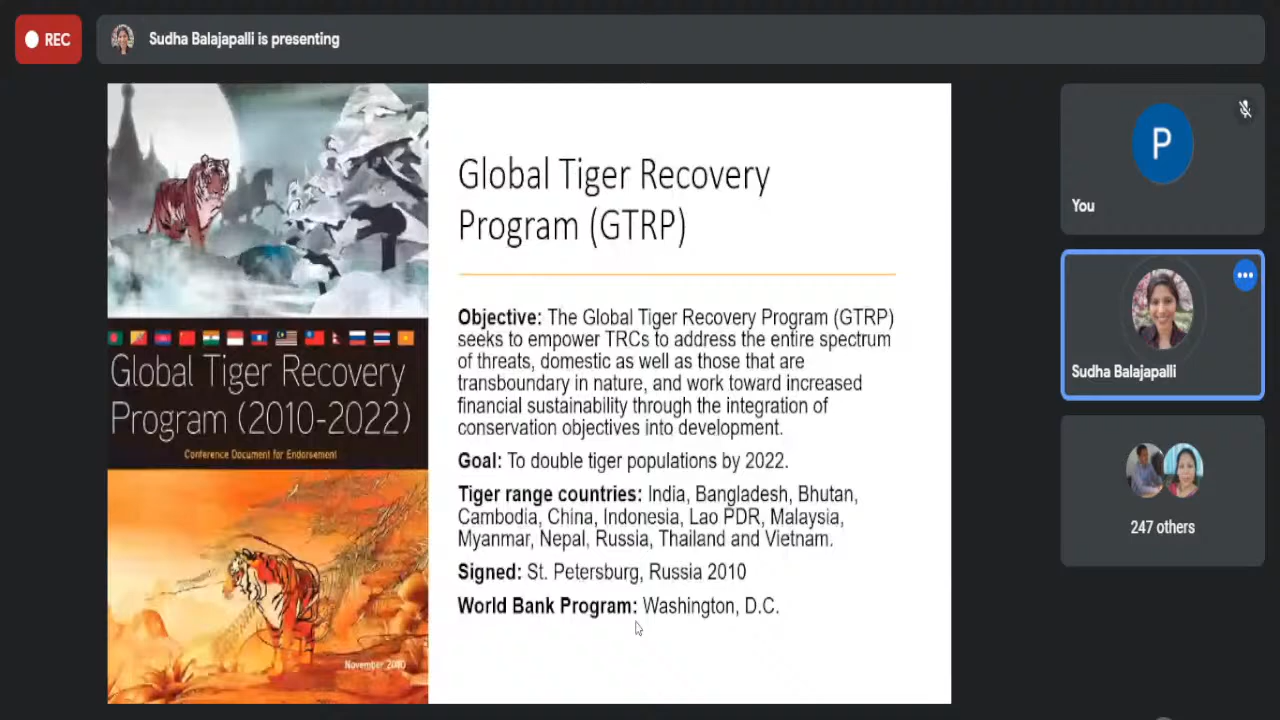 REC
Sudha Balajapalli is presenting
Global Tiger Recovery
Program (2010-2022)
Conference Document for Endorsement
November 2010
Global Tiger Recovery
Program (GTRP)
Objective: The Global Tiger Recovery Program (GTRP)
seeks to empower TRCs to address the entire spectrum
of threats, domestic as well as those that are
transboundary in nature, and work toward increased
financial sustainability through the integration of
conservation objectives into development.
Goal: To double tiger populations by 2022.
Tiger range countries: India, Bangladesh, Bhutan,
Cambodia, China, Indonesia, Lao PDR, Malaysia,
Myanmar, Nepal, Russia, Thailand and Vietnam.
Signed: St. Petersburg, Russia 2010
World Bank Program: Washington, D.C.
P
You
Sudha Balajapalli
247 others